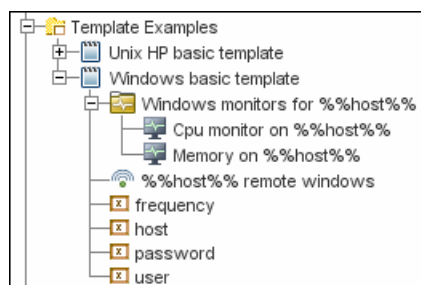 Template Examples
Unix HP basic template
Windows basic template
Windows monitors for %%host%%
Cpu monitor on %%host%%
Memory on %%host%%
%%host%% remote windows
frequency
host
password
user